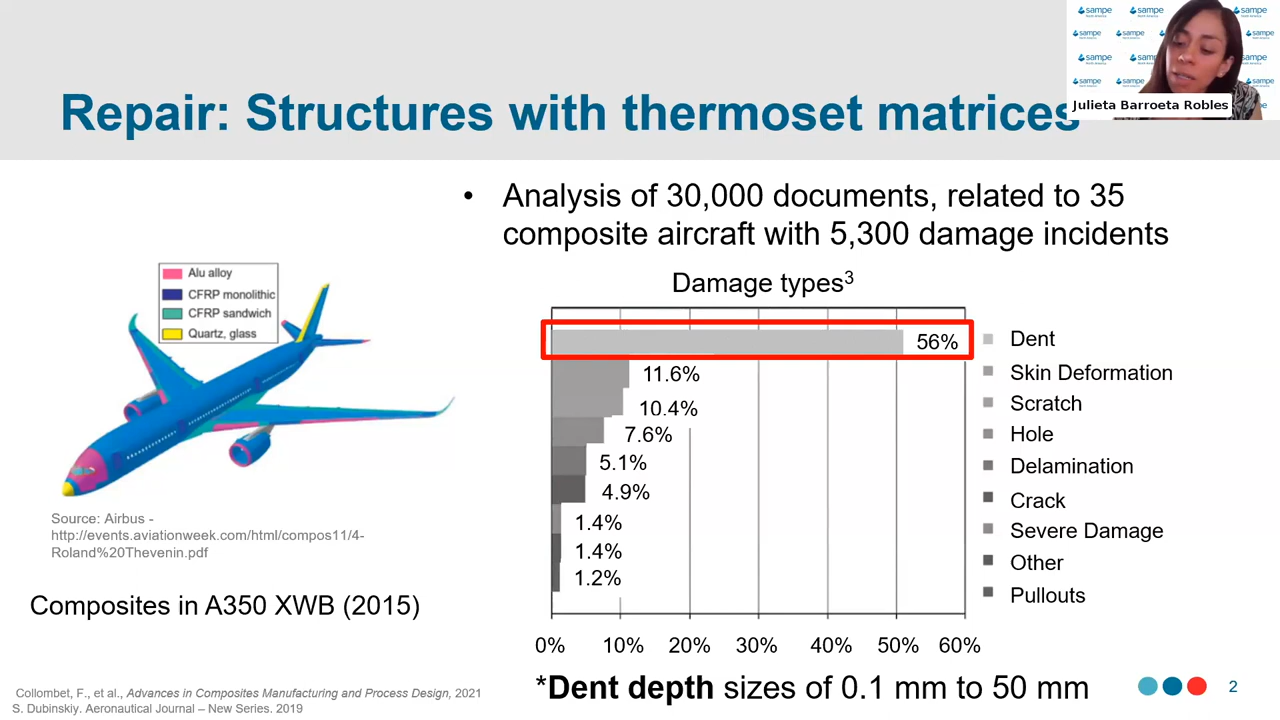 sampe
Julieta Barroeta Robles
Repair: Structures with thermoset matrices
• Analysis of 30,000 documents, related to 35
composite aircraft with 5,300 damage incidents
Alu alloy
CFRP monolithic
CFRP sandwich
Quartz, glass
Source: Airbus -
http://events.aviationweek.com/html/compos11/4-
Roland%20Thevenin.pdf
Composites in A350 XWB (2015)
Damage types3
56%
11.6%
10.4%
7.6%
5.1%
4.9%
1.4%
1.4%
1.2%
0% 10% 20% 30% 40% 50% 60%
Dent
Skin Deformation
Scratch
Hole
Delamination
Crack
Severe Damage
Other
Pullouts
*Dent depth sizes of 0.1 mm to 50 mm
Collombet, F., et al., Advances in Composites Manufacturing and Process Design, 2021
S. Dubinskiy. Aeronautical Journal – New Series. 2019
2